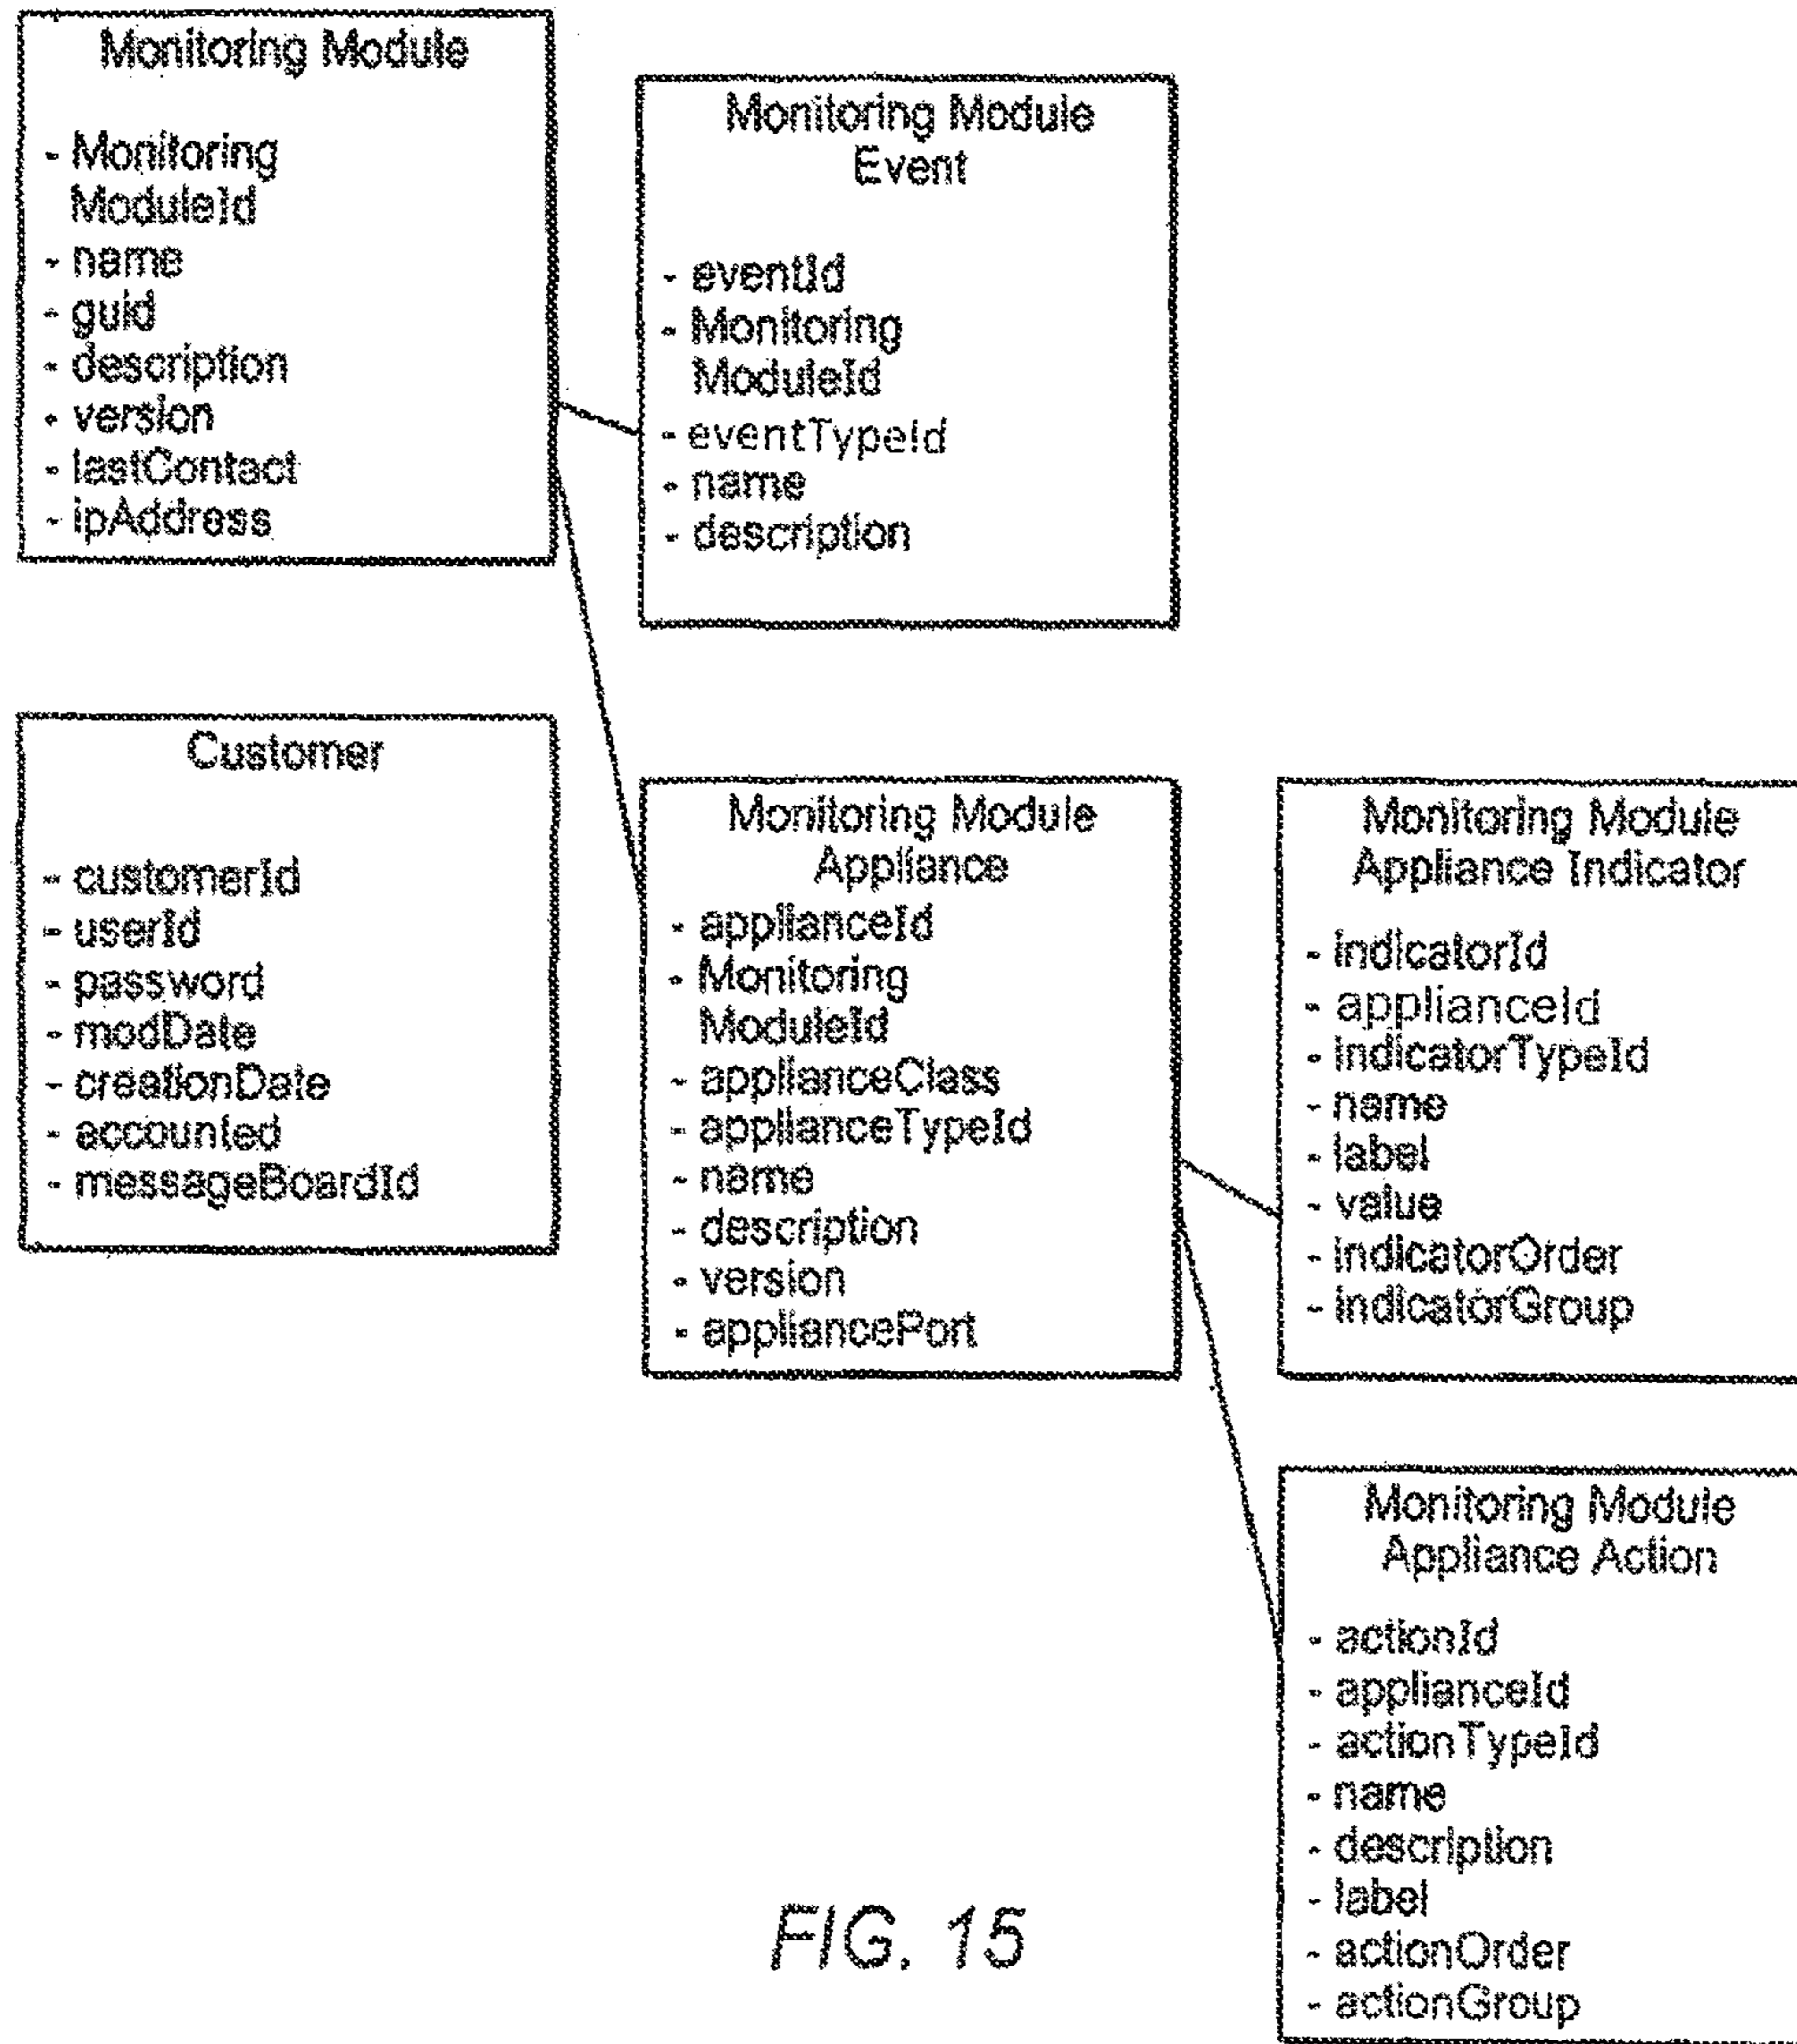 Monitoring Module
- Monitoring
ModuleId
- name
- guid
- description
- version
- lastContact
- ipAddress
Monitoring Module
Event
- eventId
- Monitoring
ModuleId
- eventTypeId
- name
- description
Customer
- customerId
- userId
- password
- modDate
- creationDate
- accounted
- messageBoardId
Monitoring Module
Appliance
- applianceId
- Monitoring
ModuleId
- applianceClass
- applianceTypeId
- name
- description
- version
- appliancePort
Monitoring Module
Appliance Indicator
- indicatorId
- applianceId
- indicatorTypeId
- name
- label
- value
- indicatorOrder
- indicatorGroup
Monitoring Module
Appliance Action
- actionId
- applianceId
- actionTypeId
- name
- description
- label
- actionOrder
- actionGroup
FIG. 15